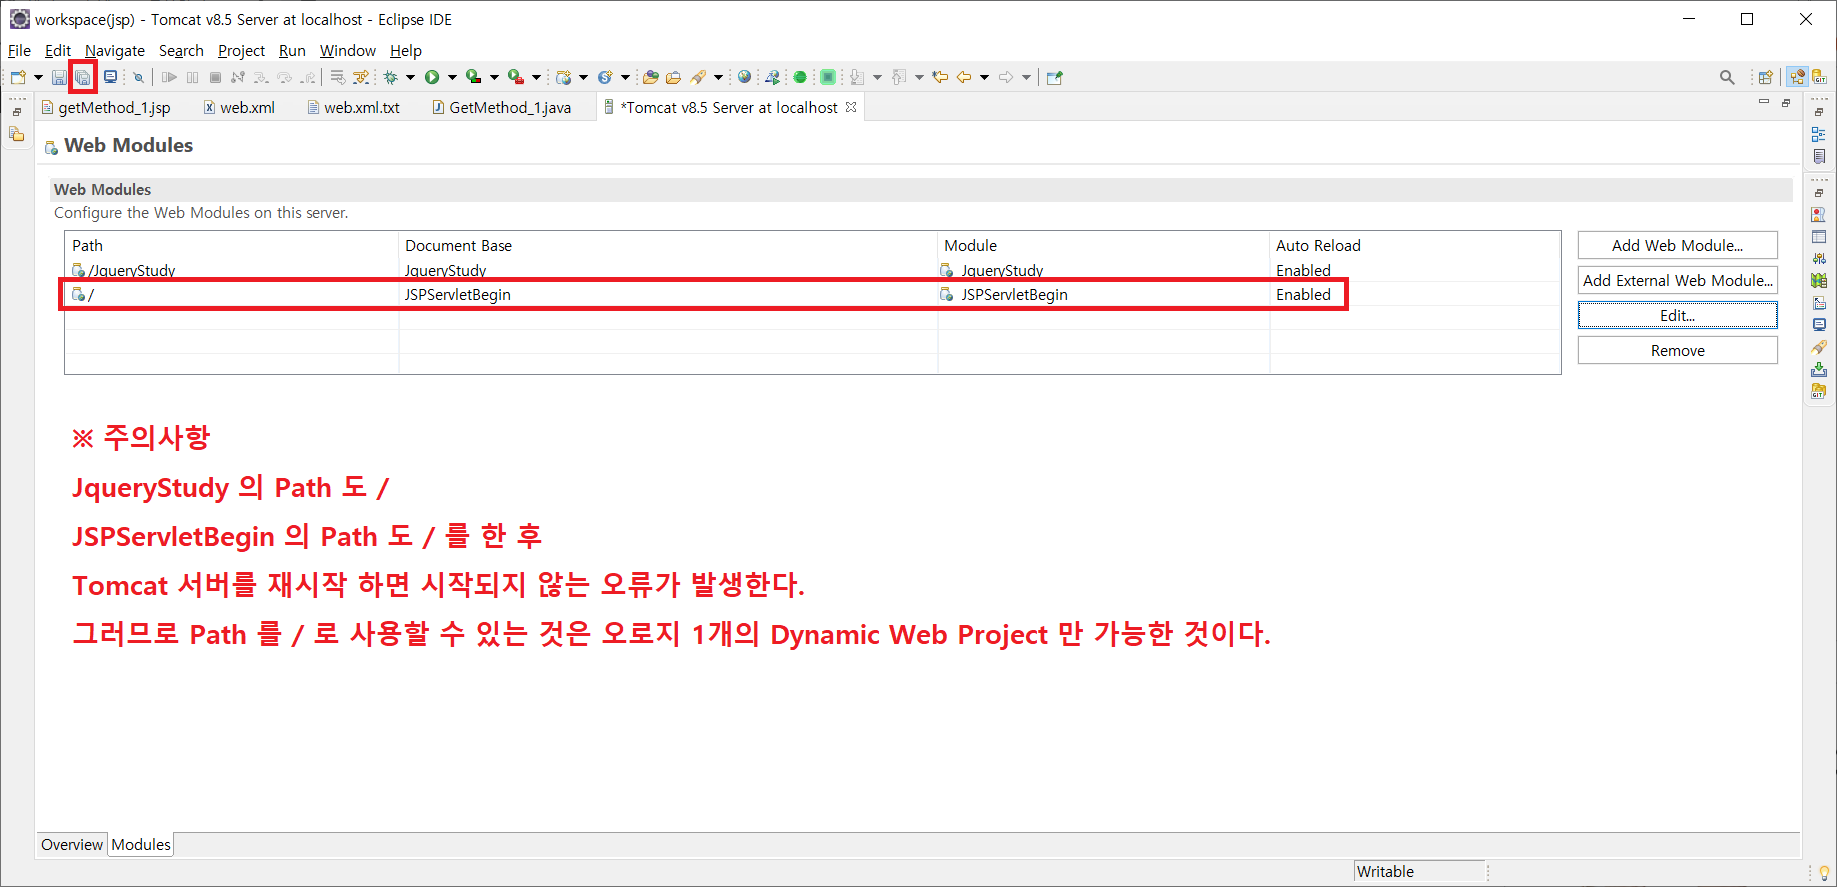 workspace(jsp) - Tomcat v8.5 Server at localhost - Eclipse IDE
File Edit Navigate Search Project Run Window Help
getMethod_1.jsp web.xml web.xml.txt GetMethod_1.java *Tomcat v8.5 Server at localhost
Web Modules
Web Modules
Configure the Web Modules on this server.
Path Document Base Module Auto Reload
/JqueryStudy JqueryStudy JqueryStudy Enabled
/ JSPServletBegin JSPServletBegin Enabled
Add Web Module...
Add External Web Module...
Edit...
Remove
※ 주의사항
JqueryStudy 의 Path 도 /
JSPServletBegin 의 Path 도 / 를 한 후
Tomcat 서버를 재시작 하면 시작되지 않는 오류가 발생한다.
그러므로 Path 를 / 로 사용할 수 있는 것은 오로지 1개의 Dynamic Web Project 만 가능한 것이다.
Overview Modules
Writable